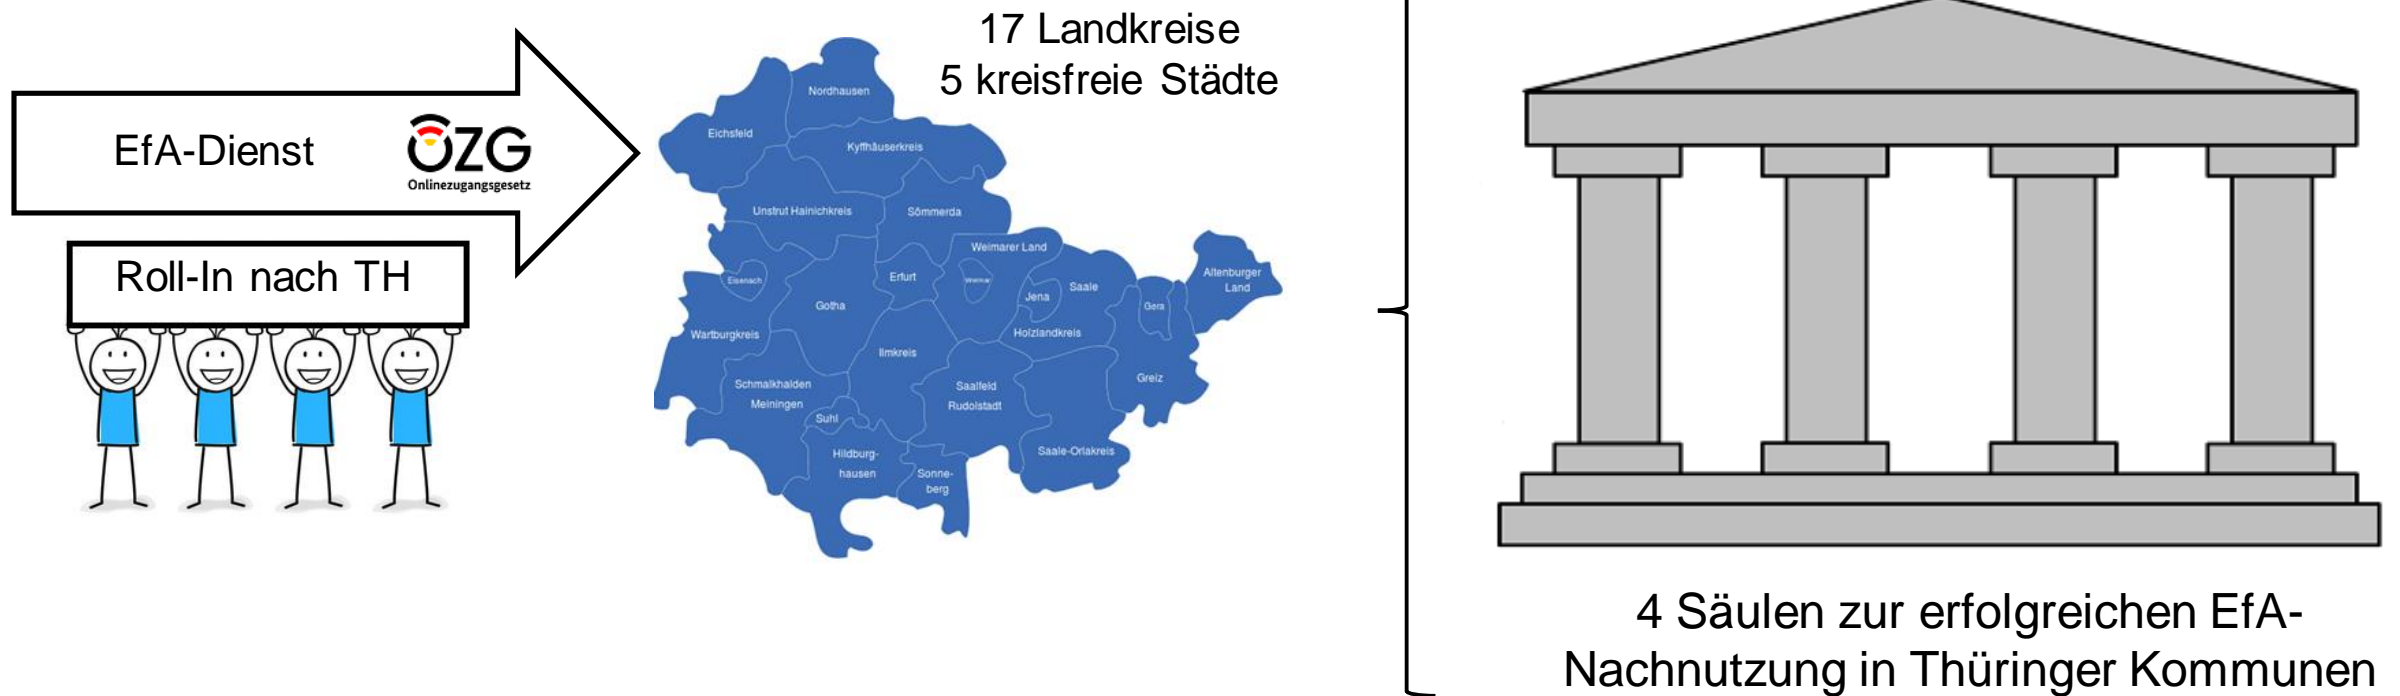 17 Landkreise
5 kreisfreie Städte
EfA-Dienst
OZG
Onlinezugangsgesetz
Roll-In nach TH
Nordhausen
Eichsfeld
Kyffhäuserkreis
Unstrut Hainichkreis
Sömmerda
Weimarer Land
Eisenach
Erfurt
Weimar
Altenburger
Land
Saale
Jena
Gera
Gotha
Wartburgkreis
Holzlandkreis
Ilmkreis
Schmalkhalden
Meiningen
Saalfeld
Rudolstadt
Greiz
Suhl
Hildburg-
hausen
Sonne-
berg
Saale-Orlakreis
4 Säulen zur erfolgreichen EfA-
Nachnutzung in Thüringer Kommunen